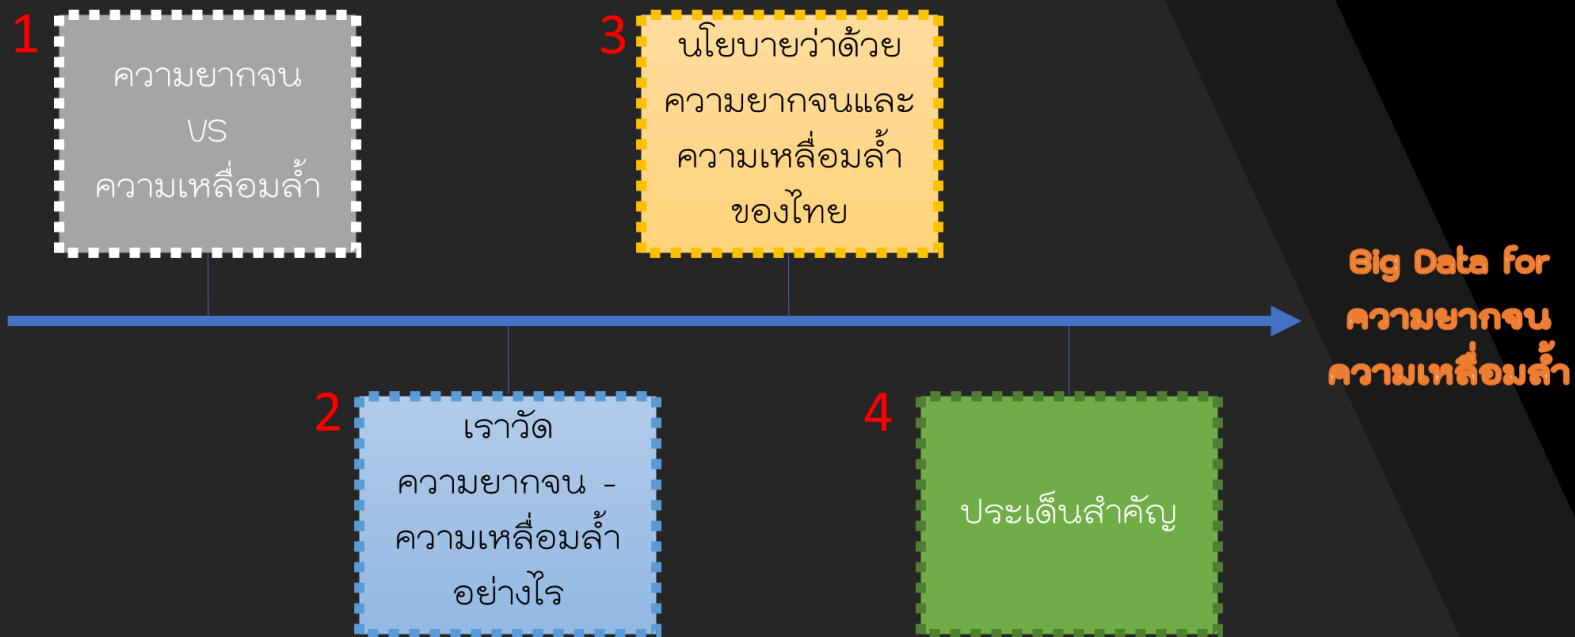 1
ความยากจน
VS
ความเหลื่อมล้ำ
2
เราวัด
ความยากจน -
ความเหลื่อมล้ำ
อย่างไร
3
นโยบายว่าด้วย
ความยากจนและ
ความเหลื่อมล้ำ
ของไทย
4
ประเด็นสำคัญ
Big Data for
ความยากจน
ความเหลื่อมล้ำ